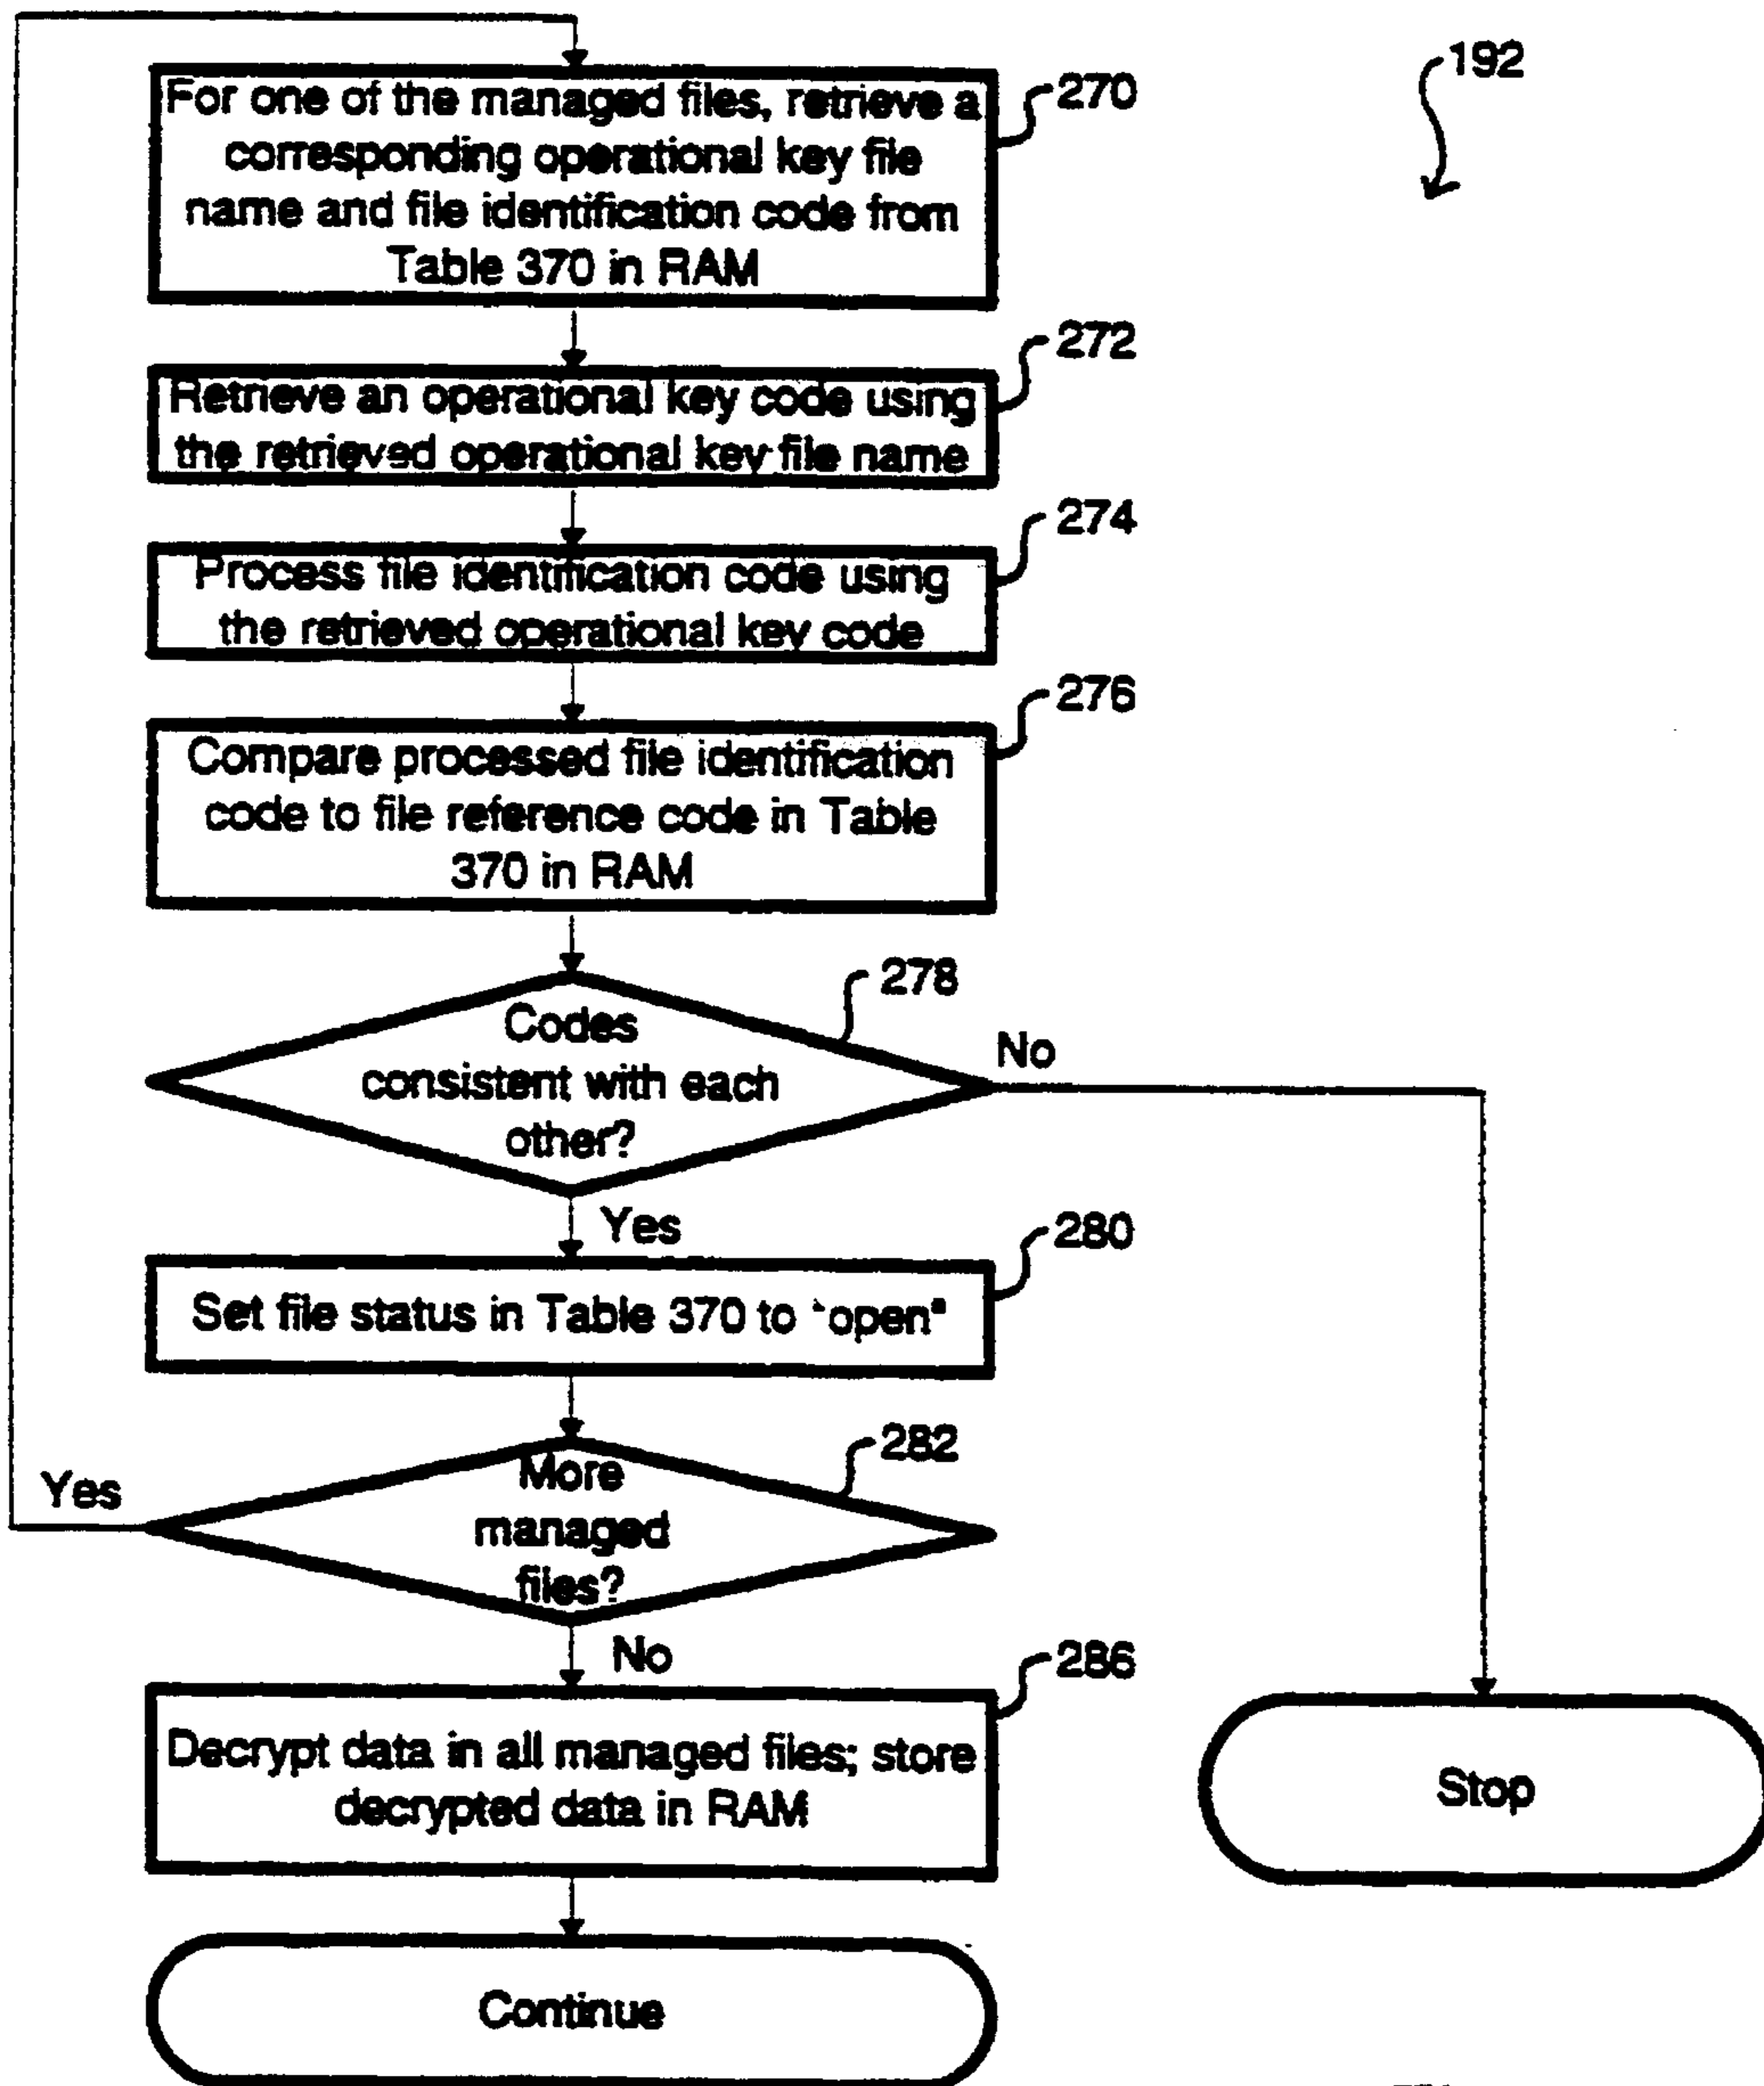 192
For one of the managed files, retrieve a
corresponding operational key file
name and file identification code from
Table 370 in RAM
270
272
Retrieve an operational key code using
the retrieved operational key file name
274
Process file identification code using
the retrieved operational key code
276
Compare processed file identification
code to file reference code in Table
370 in RAM
278
Codes
consistent with each
other?
No
Yes
280
Set file status in Table 370 to "open"
282
More
managed
files?
Yes
No
286
Decrypt data in all managed files; store
decrypted data in RAM
Stop
Continue